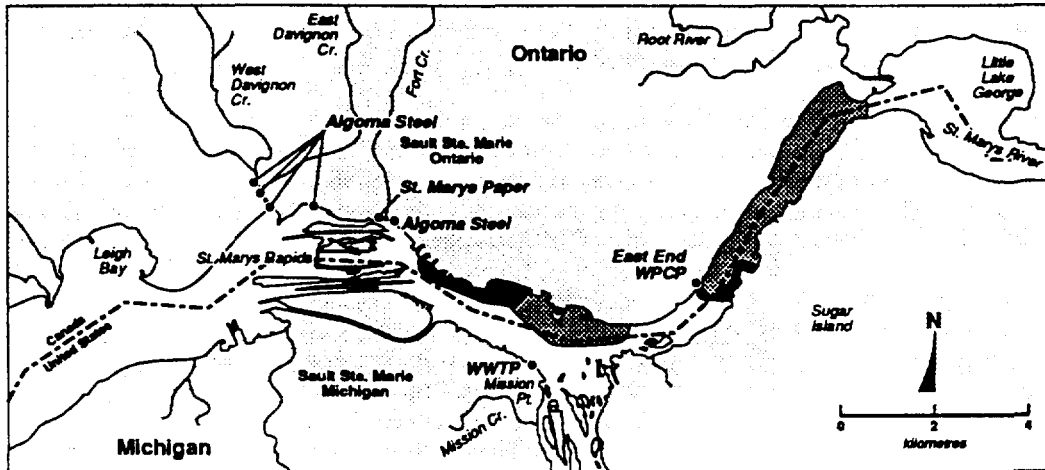 East
Davignon
Cr.
Ontario
Root River
West
Davignon
Cr.
Fort Cr.
Little
Lake
George
Algoma Steel
St. Marys River
Sault Ste. Marie
Ontario
St. Marys Paper
Algoma Steel
Leigh
Bay
St. Marys Rapids
East End
WPCP
Canada
United States
Sugar
Island
N
Sault Ste. Marie
Michigan
WWTP
Mission
Pt.
Mission Cr.
Michigan
0 2 4
kilometres